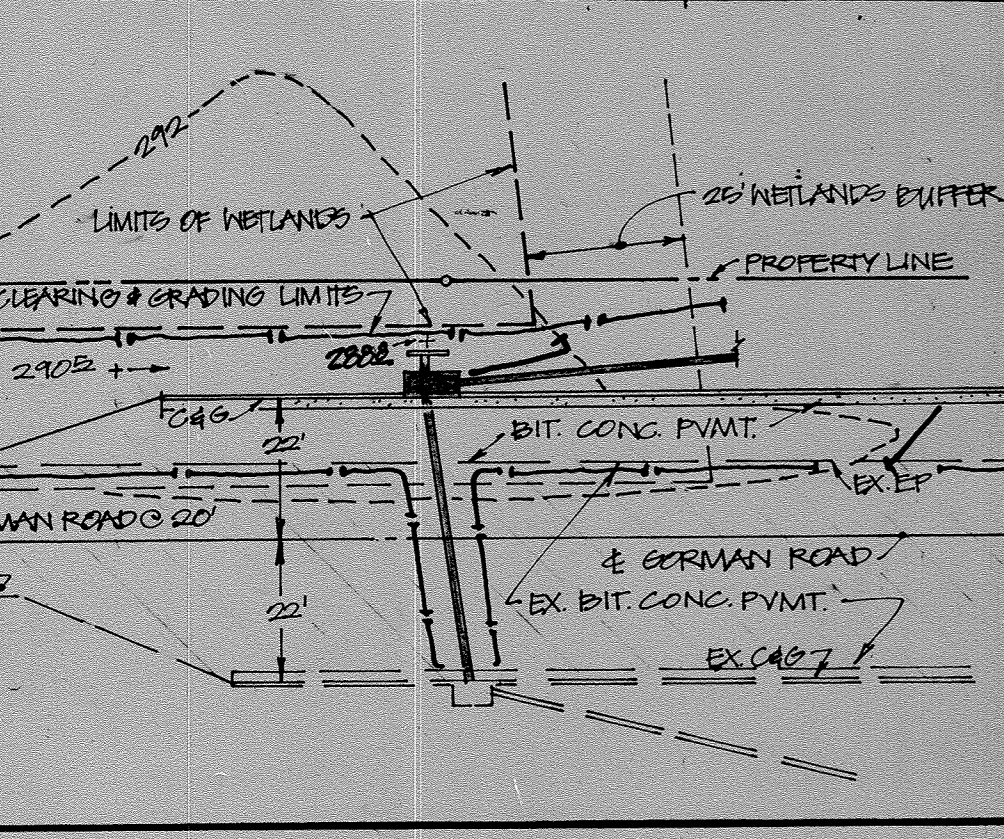 292
LIMITS OF WETLANDS
25' WETLANDS BUFFER
PROPERTY LINE
CLEARING & GRADING LIMITS
2905 +
C&G
22'
BIT. CONC. PVMT.
EX. EP
MAN ROAD @ 20'
℄ GORMAN ROAD
22'
EX. BIT. CONC. PVMT.
EX. C&G